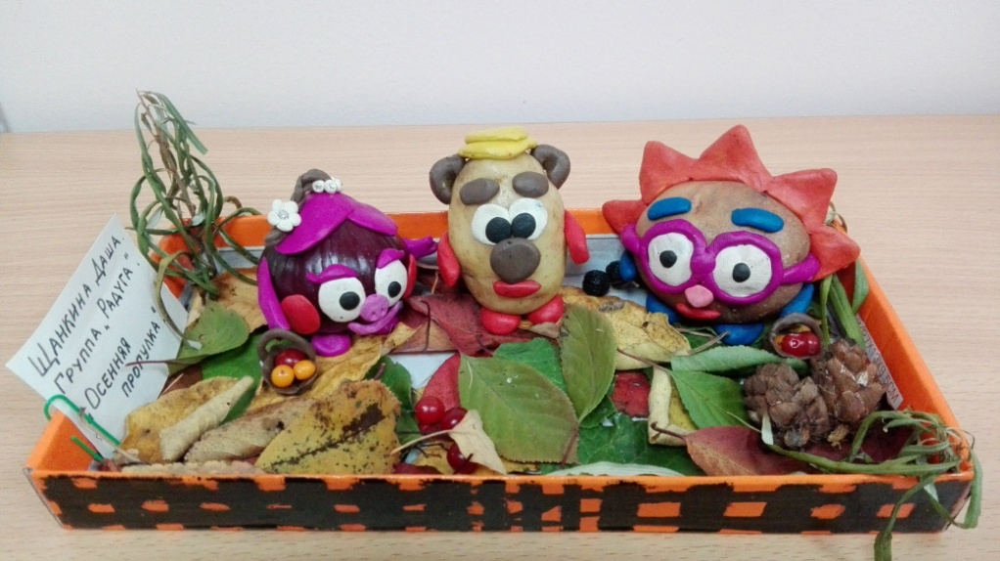 Щанкина Даша
Группа „Радуга"
„Осенняя
прогулка"